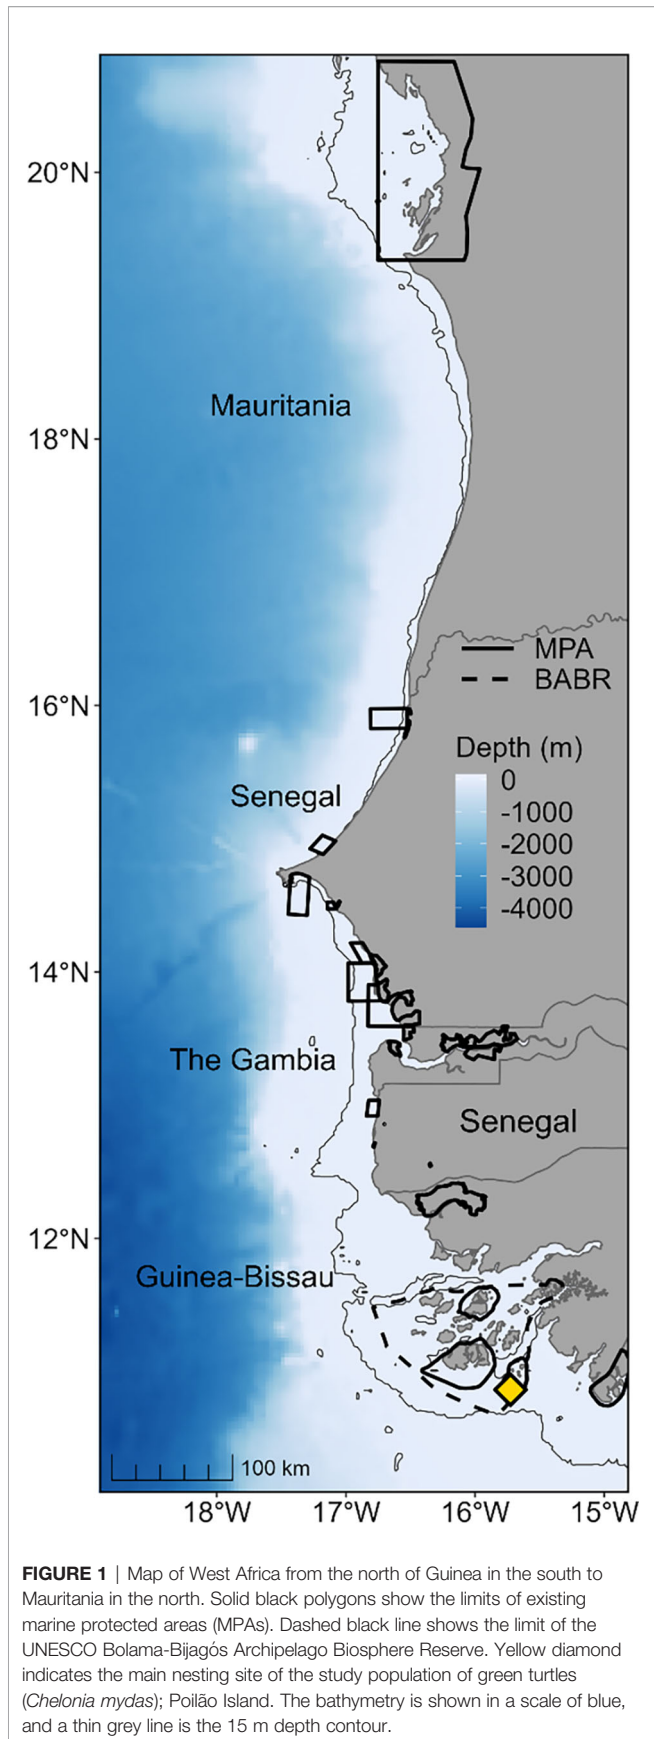 20°N
Mauritania
18°N
MPA
BABR
16°N
Depth (m)
0
-1000
-2000
-3000
-4000
Senegal
14°N
The Gambia
Senegal
12°N
Guinea-Bissau
100 km
18°W 17°W 16°W 15°W
FIGURE 1 | Map of West Africa from the north of Guinea in the south to
Mauritania in the north. Solid black polygons show the limits of existing
marine protected areas (MPAs). Dashed black line shows the limit of the
UNESCO Bolama-Bijagós Archipelago Biosphere Reserve. Yellow diamond
indicates the main nesting site of the study population of green turtles
(Chelonia mydas); Poilão Island. The bathymetry is shown in a scale of blue,
and a thin grey line is the 15 m depth contour.